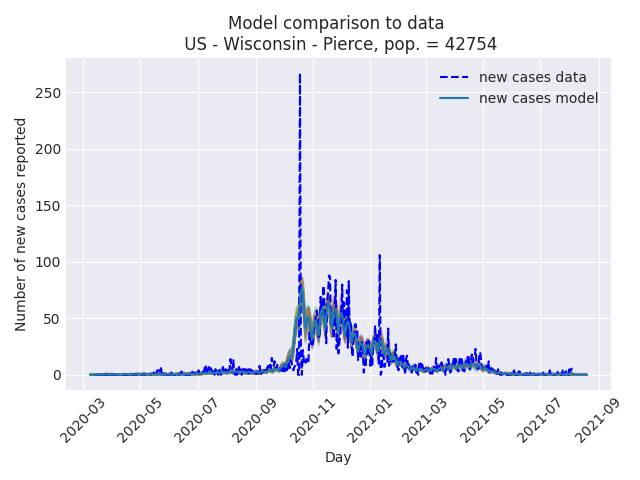 Model comparison to data
US - Wisconsin - Pierce, pop. = 42754
new cases data
new cases model
Number of new cases reported
250
200
150
100
50
0
2020-03
2020-05
2020-07
2020-09
2020-11
2021-01
2021-03
2021-05
2021-07
2021-09
Day